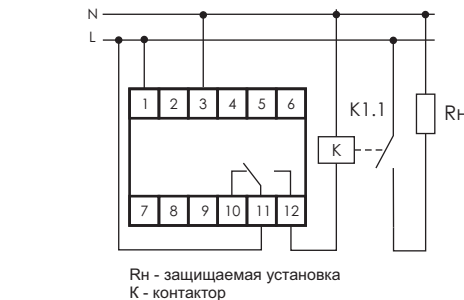 N
L
1 2 3 4 5 6
K1.1
Rн
K
7 8 9 10 11 12
Rн - защищаемая установка
К - контактор